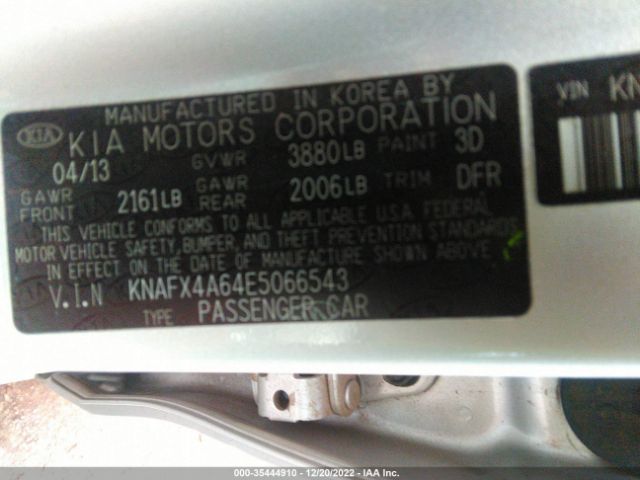 MANUFACTURED IN KOREA BY
KIA KIA MOTORS CORPORATION
04/13 GVWR 3880LB PAINT 3D
GAWR FRONT 2161LB GAWR REAR 2006LB TRIM DFR
THIS VEHICLE CONFORMS TO ALL APPLICABLE U.S.A. FEDERAL
MOTOR VEHICLE SAFETY, BUMPER, AND THEFT PREVENTION STANDARDS
IN EFFECT ON THE DATE OF MANUFACTURE SHOWN ABOVE
V.I.N KNAFX4A64E5066543
TYPE PASSENGER CAR
VIN KN
000-35444910 - 12/20/2022 - IAA Inc.